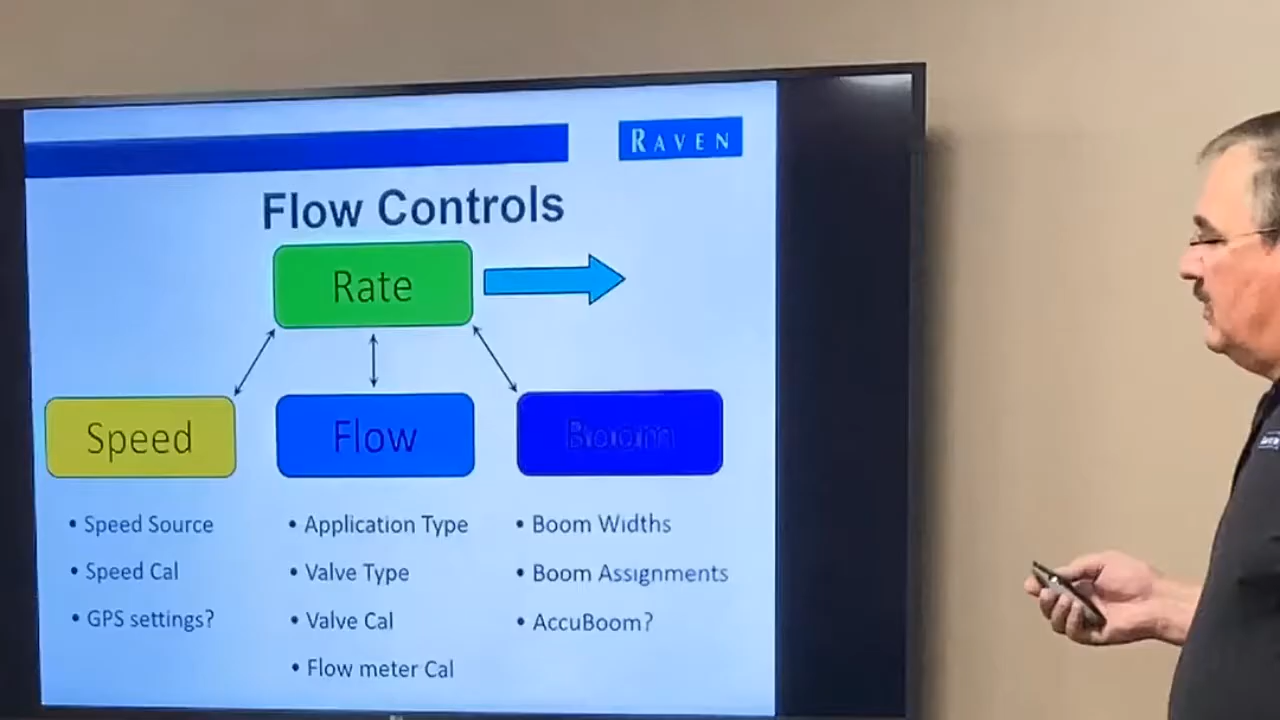 RAVEN
Flow Controls
Rate
Speed
Flow
Boom
• Speed Source
• Speed Cal
• GPS settings?
• Application Type
• Valve Type
• Valve Cal
• Flow meter Cal
• Boom Widths
• Boom Assignments
• AccuBoom?